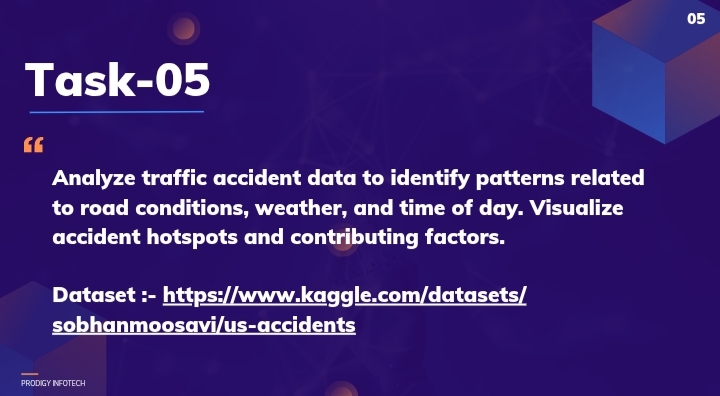 05
Task-05
“
Analyze traffic accident data to identify patterns related
to road conditions, weather, and time of day. Visualize
accident hotspots and contributing factors.
Dataset :- https://www.kaggle.com/datasets/
sobhanmoosavi/us-accidents
PRODIGY INFOTECH